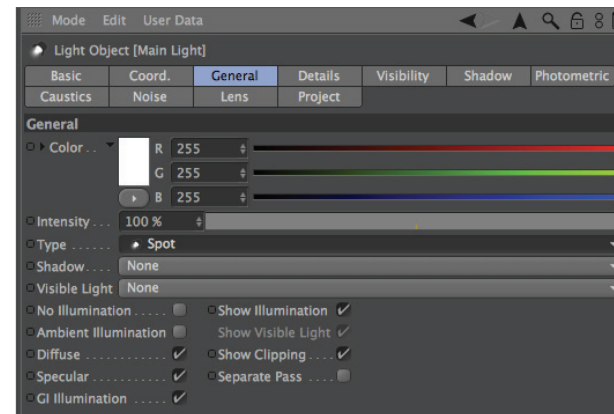 Mode Edit User Data
Light Object [Main Light]
Basic Coord. General Details Visibility Shadow Photometric
Caustics Noise Lens Project
General
Color . . R 255
G 255
B 255
Intensity . . . 100 %
Type . . . . . . Spot
Shadow. . . . None
Visible Light None
No Illumination . . . . . Show Illumination
Ambient Illumination Show Visible Light
Diffuse . . . . . . . . . . . Show Clipping . . . .
Specular . . . . . . . . . . Separate Pass . . . .
GI Illumination . . . . .